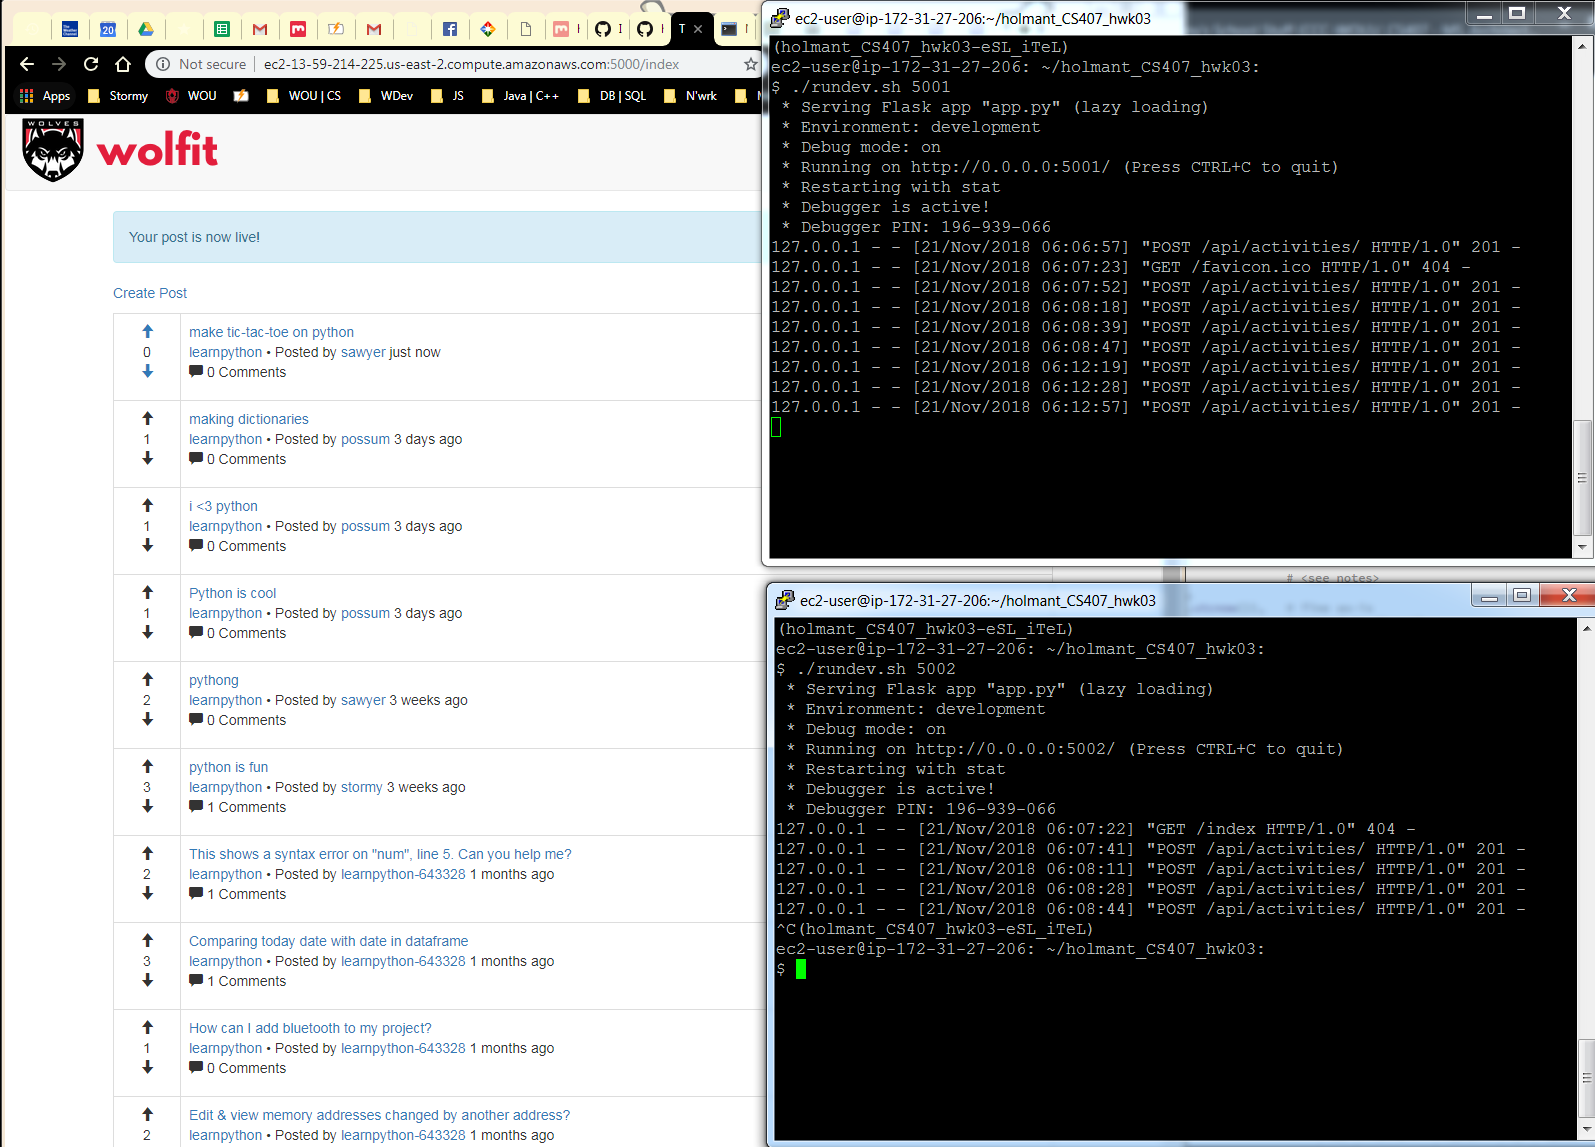 T
Not secure | ec2-13-59-214-225.us-east-2.compute.amazonaws.com:5000/index
Apps Stormy WOU WOU | CS WDev JS Java | C++ DB | SQL N'wrk
WOLVES
wolfit
Your post is now live!
Create Post
make tic-tac-toe on python
0 learnpython • Posted by sawyer just now
0 Comments
making dictionaries
1 learnpython • Posted by possum 3 days ago
0 Comments
i <3 python
1 learnpython • Posted by possum 3 days ago
0 Comments
Python is cool
1 learnpython • Posted by possum 3 days ago
0 Comments
pythong
2 learnpython • Posted by sawyer 3 weeks ago
0 Comments
python is fun
3 learnpython • Posted by stormy 3 weeks ago
1 Comments
This shows a syntax error on "num", line 5. Can you help me?
2 learnpython • Posted by learnpython-643328 1 months ago
1 Comments
Comparing today date with date in dataframe
3 learnpython • Posted by learnpython-643328 1 months ago
1 Comments
How can I add bluetooth to my project?
1 learnpython • Posted by learnpython-643328 1 months ago
0 Comments
Edit & view memory addresses changed by another address?
2 learnpython • Posted by learnpython-643328 1 months ago
ec2-user@ip-172-31-27-206:~/holmant_CS407_hwk03
(holmant_CS407_hwk03-eSL_iTeL)
ec2-user@ip-172-31-27-206: ~/holmant_CS407_hwk03:
$ ./rundev.sh 5001
* Serving Flask app "app.py" (lazy loading)
* Environment: development
* Debug mode: on
* Running on http://0.0.0.0:5001/ (Press CTRL+C to quit)
* Restarting with stat
* Debugger is active!
* Debugger PIN: 196-939-066
127.0.0.1 - - [21/Nov/2018 06:06:57] "POST /api/activities/ HTTP/1.0" 201 -
127.0.0.1 - - [21/Nov/2018 06:07:23] "GET /favicon.ico HTTP/1.0" 404 -
127.0.0.1 - - [21/Nov/2018 06:07:52] "POST /api/activities/ HTTP/1.0" 201 -
127.0.0.1 - - [21/Nov/2018 06:08:18] "POST /api/activities/ HTTP/1.0" 201 -
127.0.0.1 - - [21/Nov/2018 06:08:39] "POST /api/activities/ HTTP/1.0" 201 -
127.0.0.1 - - [21/Nov/2018 06:08:47] "POST /api/activities/ HTTP/1.0" 201 -
127.0.0.1 - - [21/Nov/2018 06:12:19] "POST /api/activities/ HTTP/1.0" 201 -
127.0.0.1 - - [21/Nov/2018 06:12:28] "POST /api/activities/ HTTP/1.0" 201 -
127.0.0.1 - - [21/Nov/2018 06:12:57] "POST /api/activities/ HTTP/1.0" 201 -
# <see notes>
ec2-user@ip-172-31-27-206:~/holmant_CS407_hwk03
(holmant_CS407_hwk03-eSL_iTeL)
ec2-user@ip-172-31-27-206: ~/holmant_CS407_hwk03:
$ ./rundev.sh 5002
* Serving Flask app "app.py" (lazy loading)
* Environment: development
* Debug mode: on
* Running on http://0.0.0.0:5002/ (Press CTRL+C to quit)
* Restarting with stat
* Debugger is active!
* Debugger PIN: 196-939-066
127.0.0.1 - - [21/Nov/2018 06:07:22] "GET /index HTTP/1.0" 404 -
127.0.0.1 - - [21/Nov/2018 06:07:41] "POST /api/activities/ HTTP/1.0" 201 -
127.0.0.1 - - [21/Nov/2018 06:08:11] "POST /api/activities/ HTTP/1.0" 201 -
127.0.0.1 - - [21/Nov/2018 06:08:28] "POST /api/activities/ HTTP/1.0" 201 -
127.0.0.1 - - [21/Nov/2018 06:08:44] "POST /api/activities/ HTTP/1.0" 201 -
^C(holmant_CS407_hwk03-eSL_iTeL)
ec2-user@ip-172-31-27-206: ~/holmant_CS407_hwk03:
$